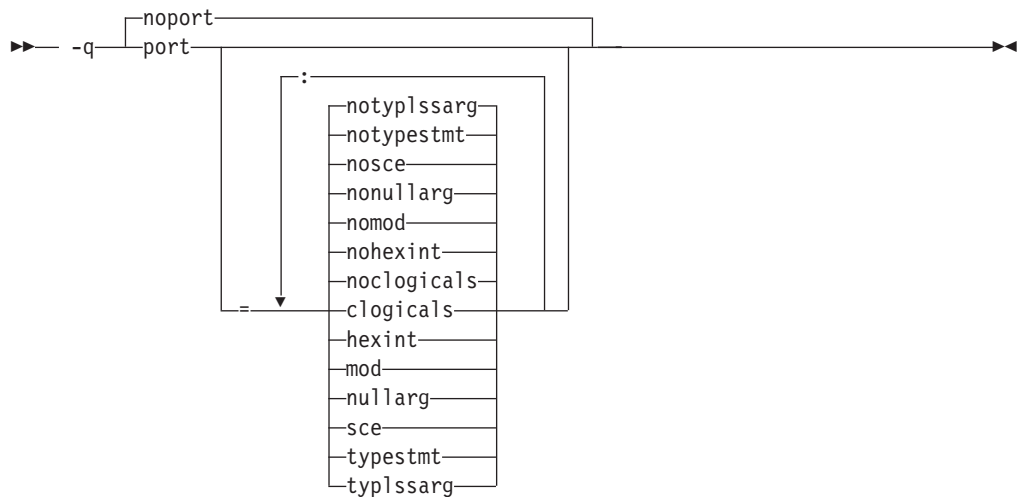 noport
-q port
:
notyplssarg
notypestmt
nosce
nonullarg
nomod
nohexint
noclogicals
= clogicals
hexint
mod
nullarg
sce
typestmt
typlssarg